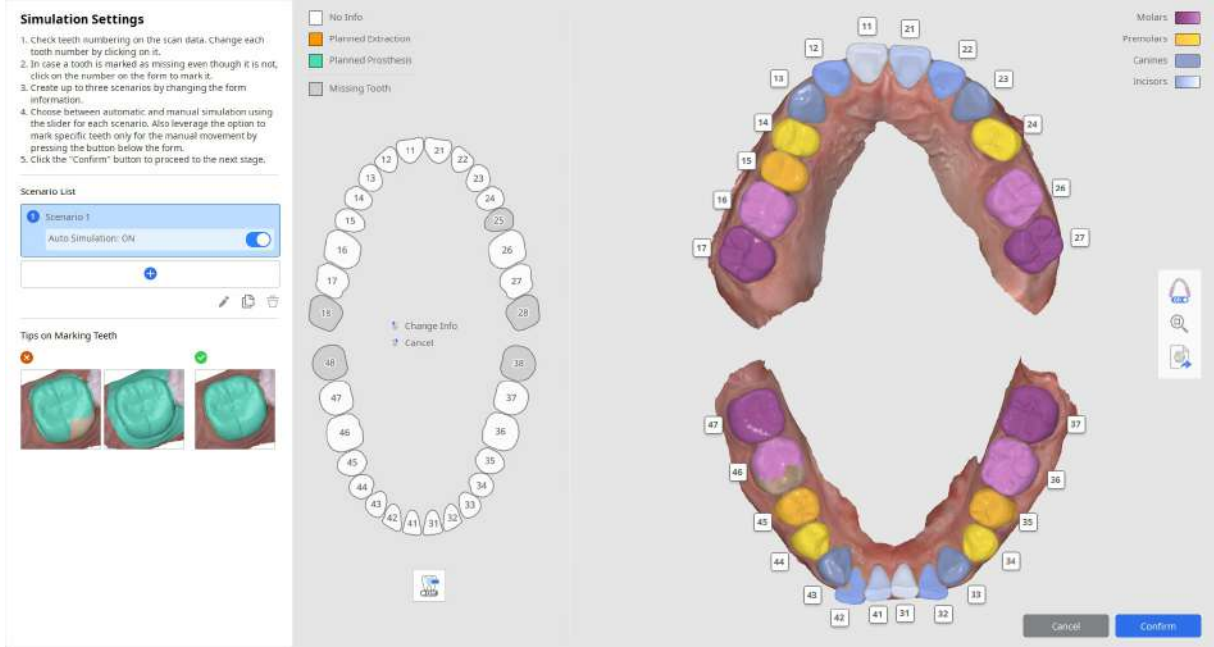 Simulation Settings
1. Check teeth numbering on the scan data. Change each
tooth number by clicking on it.
2. In case a tooth is marked as missing even though it is not,
click on the number on the form to mark it.
3. Create up to three scenarios by changing the form
information.
4. Choose between automatic and manual simulation using
the slider for each scenario. Also leverage the option to
mark specific teeth only for the manual movement by
pressing the button below the form.
5. Click the "Confirm" button to proceed to the next stage.
Scenario List
1 Scenario 1
Auto Simulation: ON
Tips on Marking Teeth
No Info
Planned Extraction
Planned Prosthesis
Missing Tooth
11 21
12 22
13 23
14 24
15 25
16 26
17 27
18 28
Change Info
Cancel
48 38
47 37
46 36
45 35
44 34
43 33
42 41 31 32
11 21
12 22
13 23
14 24
15
16 26
17 27
47 37
46 36
45 35
44 34
43 33
42 41 31 32
Molars
Premolars
Canines
Incisors
Cancel Confirm